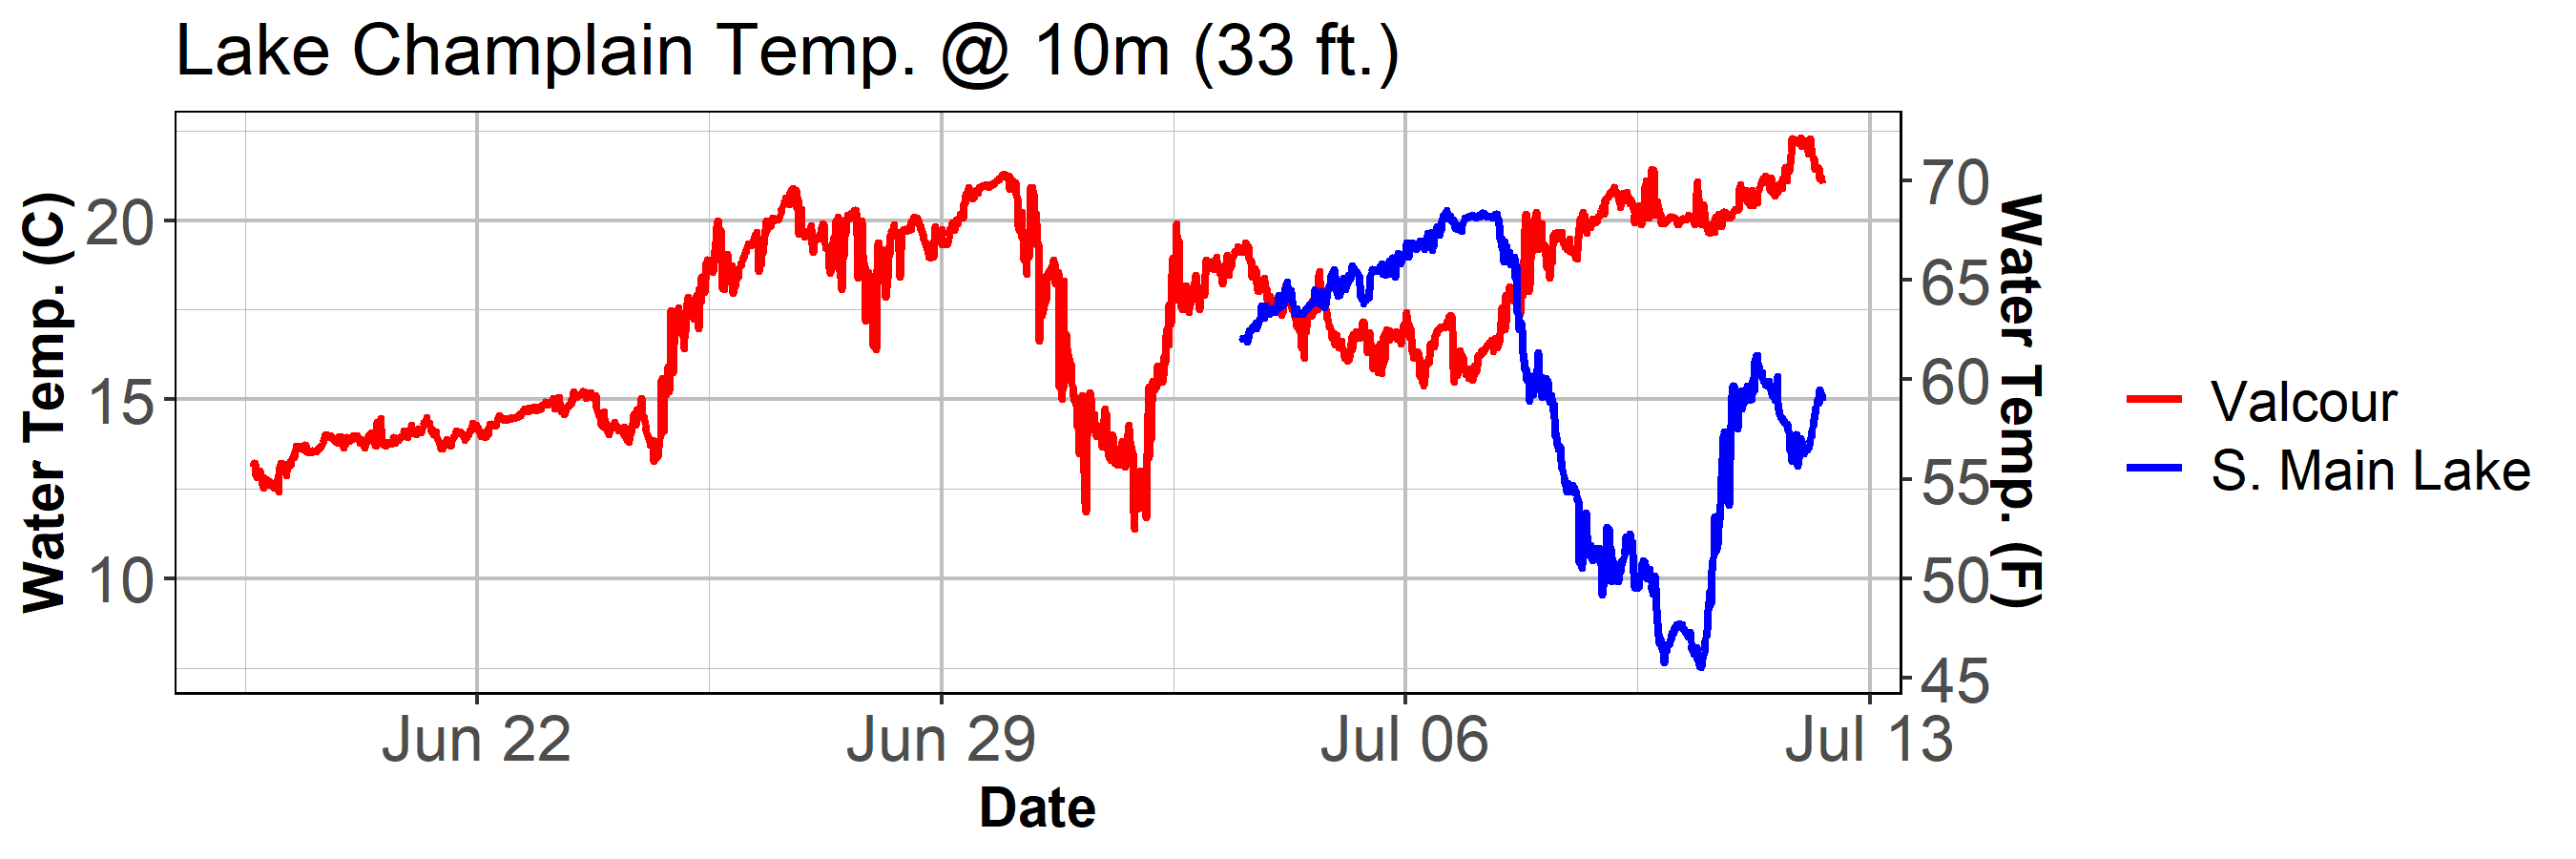 Lake Champlain Temp. @ 10m (33 ft.)
Water Temp. (C)
20
15
10
70
65
60
55
50
45
Water Temp. (F)
Jun 22
Jun 29
Jul 06
Jul 13
Date
Valcour
S. Main Lake